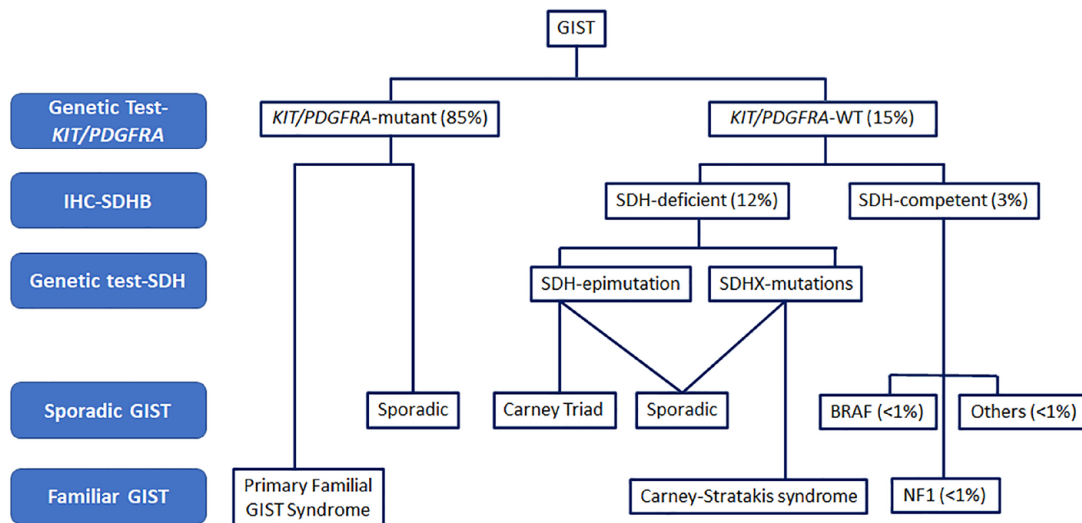 GIST
Genetic Test-
KIT/PDGFRA
KIT/PDGFRA-mutant (85%)
KIT/PDGFRA-WT (15%)
IHC-SDHB
SDH-deficient (12%)
SDH-competent (3%)
Genetic test-SDH
SDH-epimutation
SDHX-mutations
Sporadic GIST
Sporadic
Carney Triad
Sporadic
BRAF (<1%)
Others (<1%)
Familiar GIST
Primary Familial
GIST Syndrome
Carney-Stratakis syndrome
NF1 (<1%)